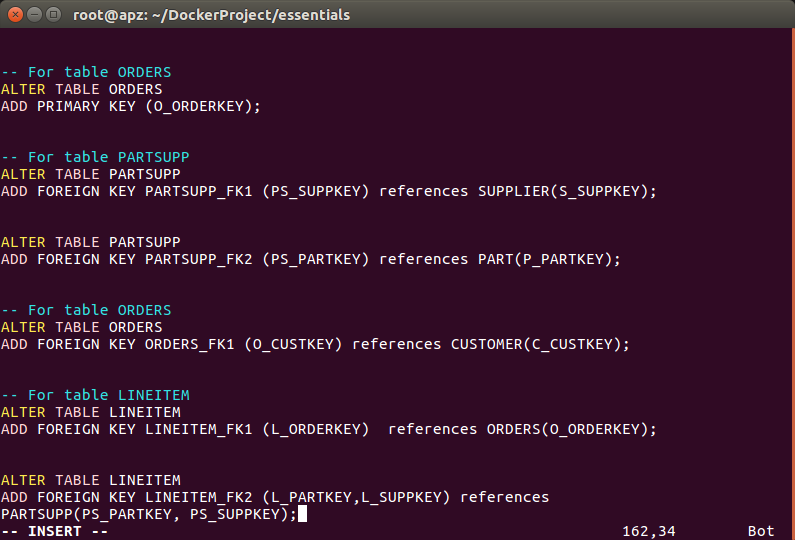 root@apz: ~/DockerProject/essentials
-- For table ORDERS
ALTER TABLE ORDERS
ADD PRIMARY KEY (O_ORDERKEY);
-- For table PARTSUPP
ALTER TABLE PARTSUPP
ADD FOREIGN KEY PARTSUPP_FK1 (PS_SUPPKEY) references SUPPLIER(S_SUPPKEY);
ALTER TABLE PARTSUPP
ADD FOREIGN KEY PARTSUPP_FK2 (PS_PARTKEY) references PART(P_PARTKEY);
-- For table ORDERS
ALTER TABLE ORDERS
ADD FOREIGN KEY ORDERS_FK1 (O_CUSTKEY) references CUSTOMER(C_CUSTKEY);
-- For table LINEITEM
ALTER TABLE LINEITEM
ADD FOREIGN KEY LINEITEM_FK1 (L_ORDERKEY)  references ORDERS(O_ORDERKEY);
ALTER TABLE LINEITEM
ADD FOREIGN KEY LINEITEM_FK2 (L_PARTKEY,L_SUPPKEY) references
PARTSUPP(PS_PARTKEY, PS_SUPPKEY);
-- INSERT -- 162,34 Bot